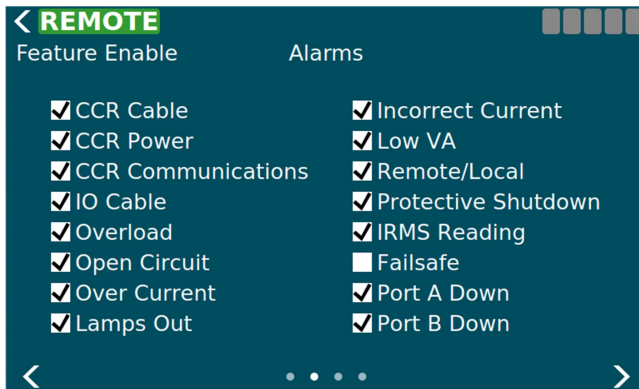 REMOTE
Feature Enable
Alarms
CCR Cable
CCR Power
CCR Communications
IO Cable
Overload
Open Circuit
Over Current
Lamps Out
Incorrect Current
Low VA
Remote/Local
Protective Shutdown
IRMS Reading
Failsafe
Port A Down
Port B Down